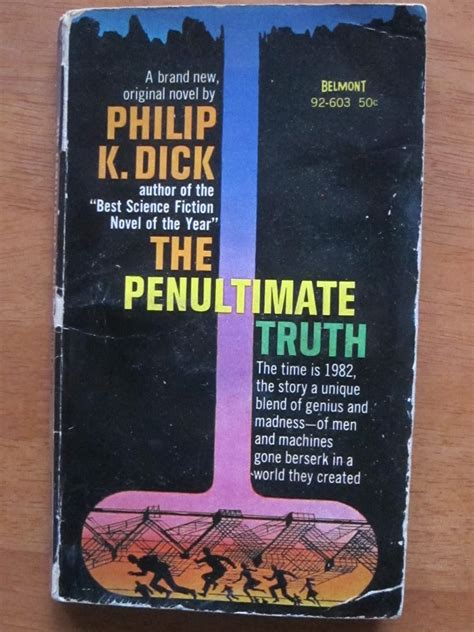 A brand new,
original novel by
PHILIP
K. DICK
author of the
"Best Science Fiction
Novel of the Year"
BELMONT
92-603 50¢
THE
PENULTIMATE
TRUTH
The time is 1982,
the story a unique
blend of genius and
madness—of men
and machines
gone berserk in a
world they created